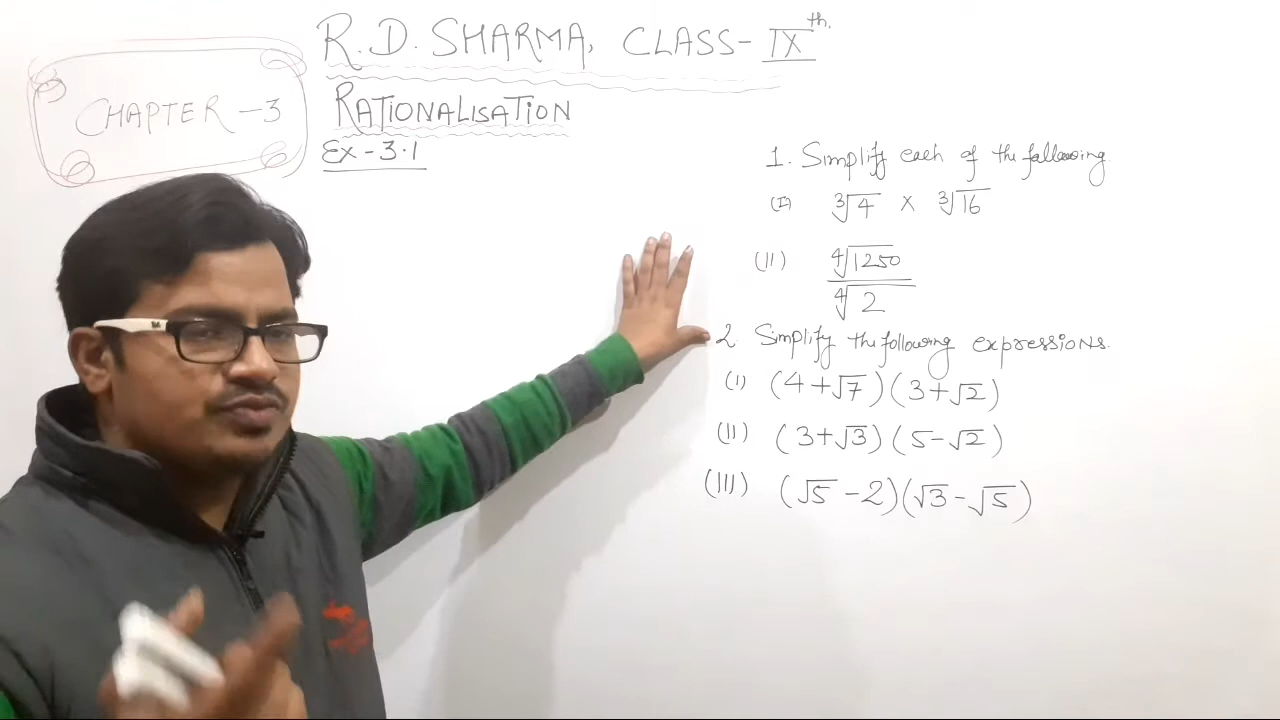 R.D. SHARMA, CLASS- IX th.
CHAPTER -3
RATIONALISATION
Ex - 3.1
1. Simplify each of the following
(I) ∛4 × ∛16
(II) ∜1250 / ∜2
2. Simplify the following expressions.
(I) (4+√7)(3+√2)
(II) (3+√3)(5-√2)
(III) (√5 -2)(√3 -√5)